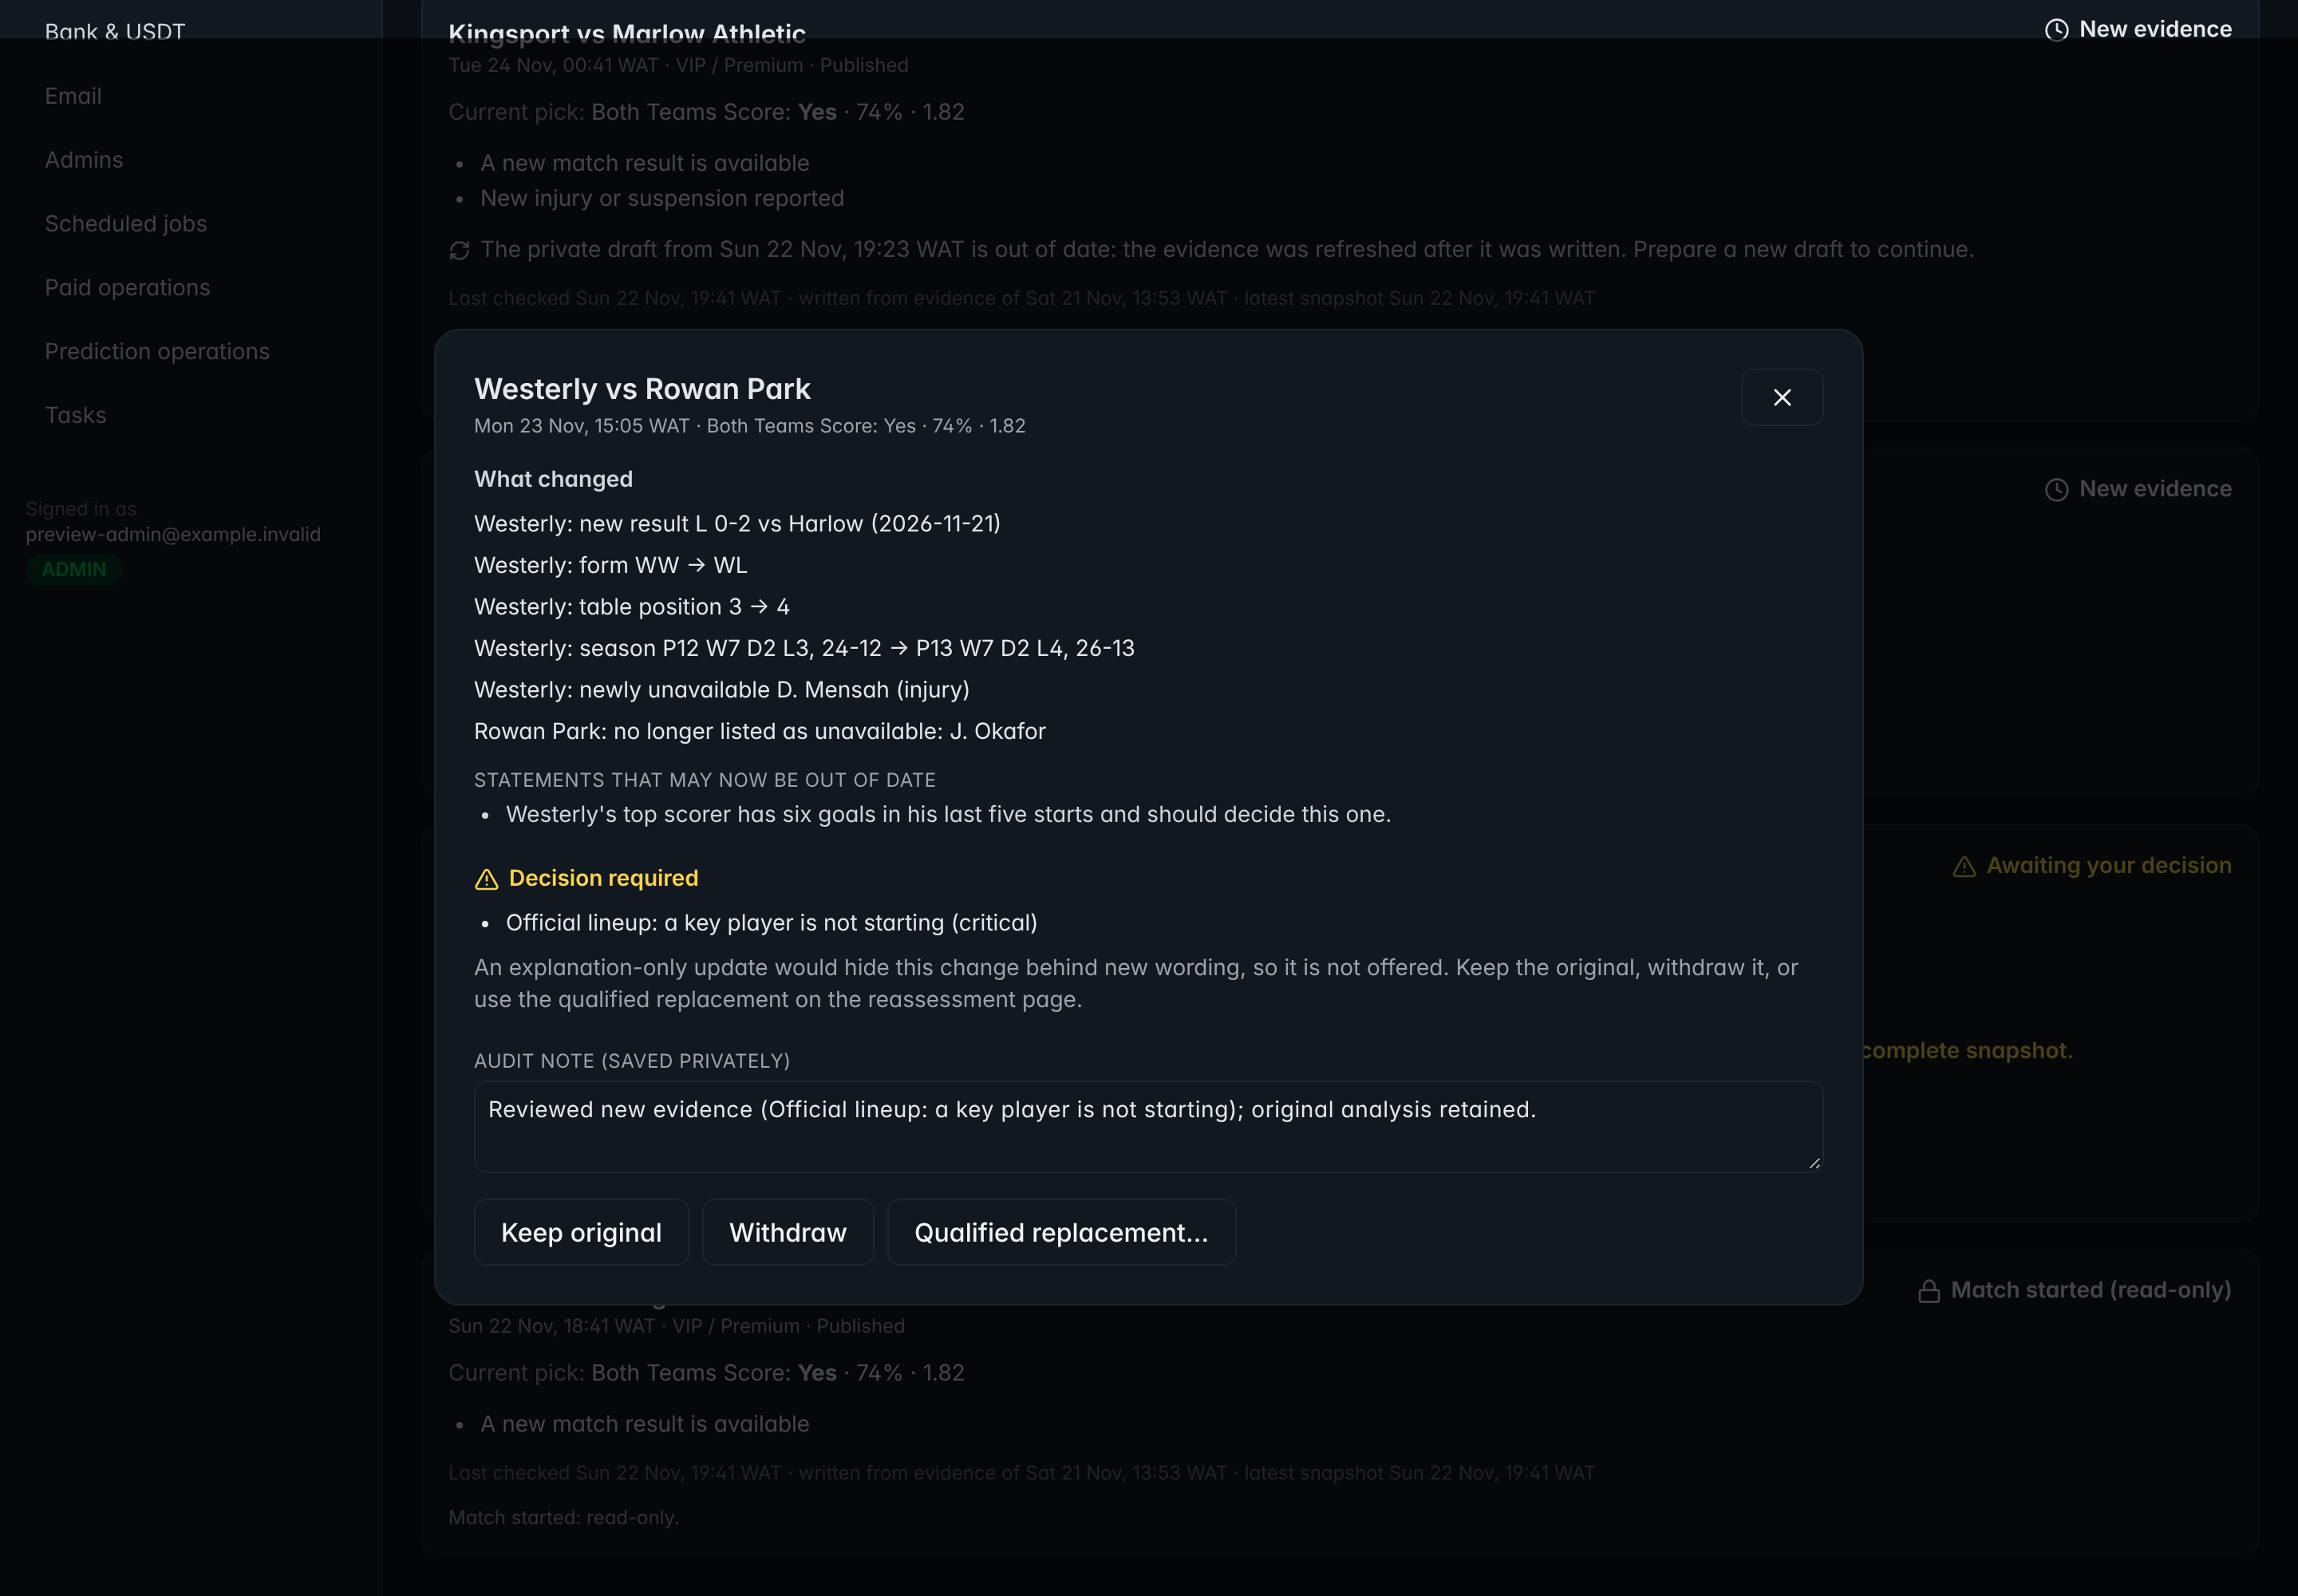 Bank & USDT
Email
Admins
Scheduled jobs
Paid operations
Prediction operations
Tasks
Signed in as
preview-admin@example.invalid
ADMIN
Kingsport vs Marlow Athletic
New evidence
Tue 24 Nov, 00:41 WAT · VIP / Premium · Published
Current pick: Both Teams Score: Yes · 74% · 1.82
• A new match result is available
• New injury or suspension reported
The private draft from Sun 22 Nov, 19:23 WAT is out of date: the evidence was refreshed after it was written. Prepare a new draft to continue.
Last checked Sun 22 Nov, 19:41 WAT · written from evidence of Sat 21 Nov, 13:53 WAT · latest snapshot Sun 22 Nov, 19:41 WAT
Westerly vs Rowan Park
Mon 23 Nov, 15:05 WAT · Both Teams Score: Yes · 74% · 1.82
What changed
Westerly: new result L 0-2 vs Harlow (2026-11-21)
Westerly: form WW → WL
Westerly: table position 3 → 4
Westerly: season P12 W7 D2 L3, 24-12 → P13 W7 D2 L4, 26-13
Westerly: newly unavailable D. Mensah (injury)
Rowan Park: no longer listed as unavailable: J. Okafor
STATEMENTS THAT MAY NOW BE OUT OF DATE
• Westerly's top scorer has six goals in his last five starts and should decide this one.
Decision required
• Official lineup: a key player is not starting (critical)
An explanation-only update would hide this change behind new wording, so it is not offered. Keep the original, withdraw it, or
use the qualified replacement on the reassessment page.
AUDIT NOTE (SAVED PRIVATELY)
Reviewed new evidence (Official lineup: a key player is not starting); original analysis retained.
Keep original
Withdraw
Qualified replacement...
New evidence
Awaiting your decision
complete snapshot.
Match started (read-only)
Sun 22 Nov, 18:41 WAT · VIP / Premium · Published
Current pick: Both Teams Score: Yes · 74% · 1.82
• A new match result is available
Last checked Sun 22 Nov, 19:41 WAT · written from evidence of Sat 21 Nov, 13:53 WAT · latest snapshot Sun 22 Nov, 19:41 WAT
Match started: read-only.